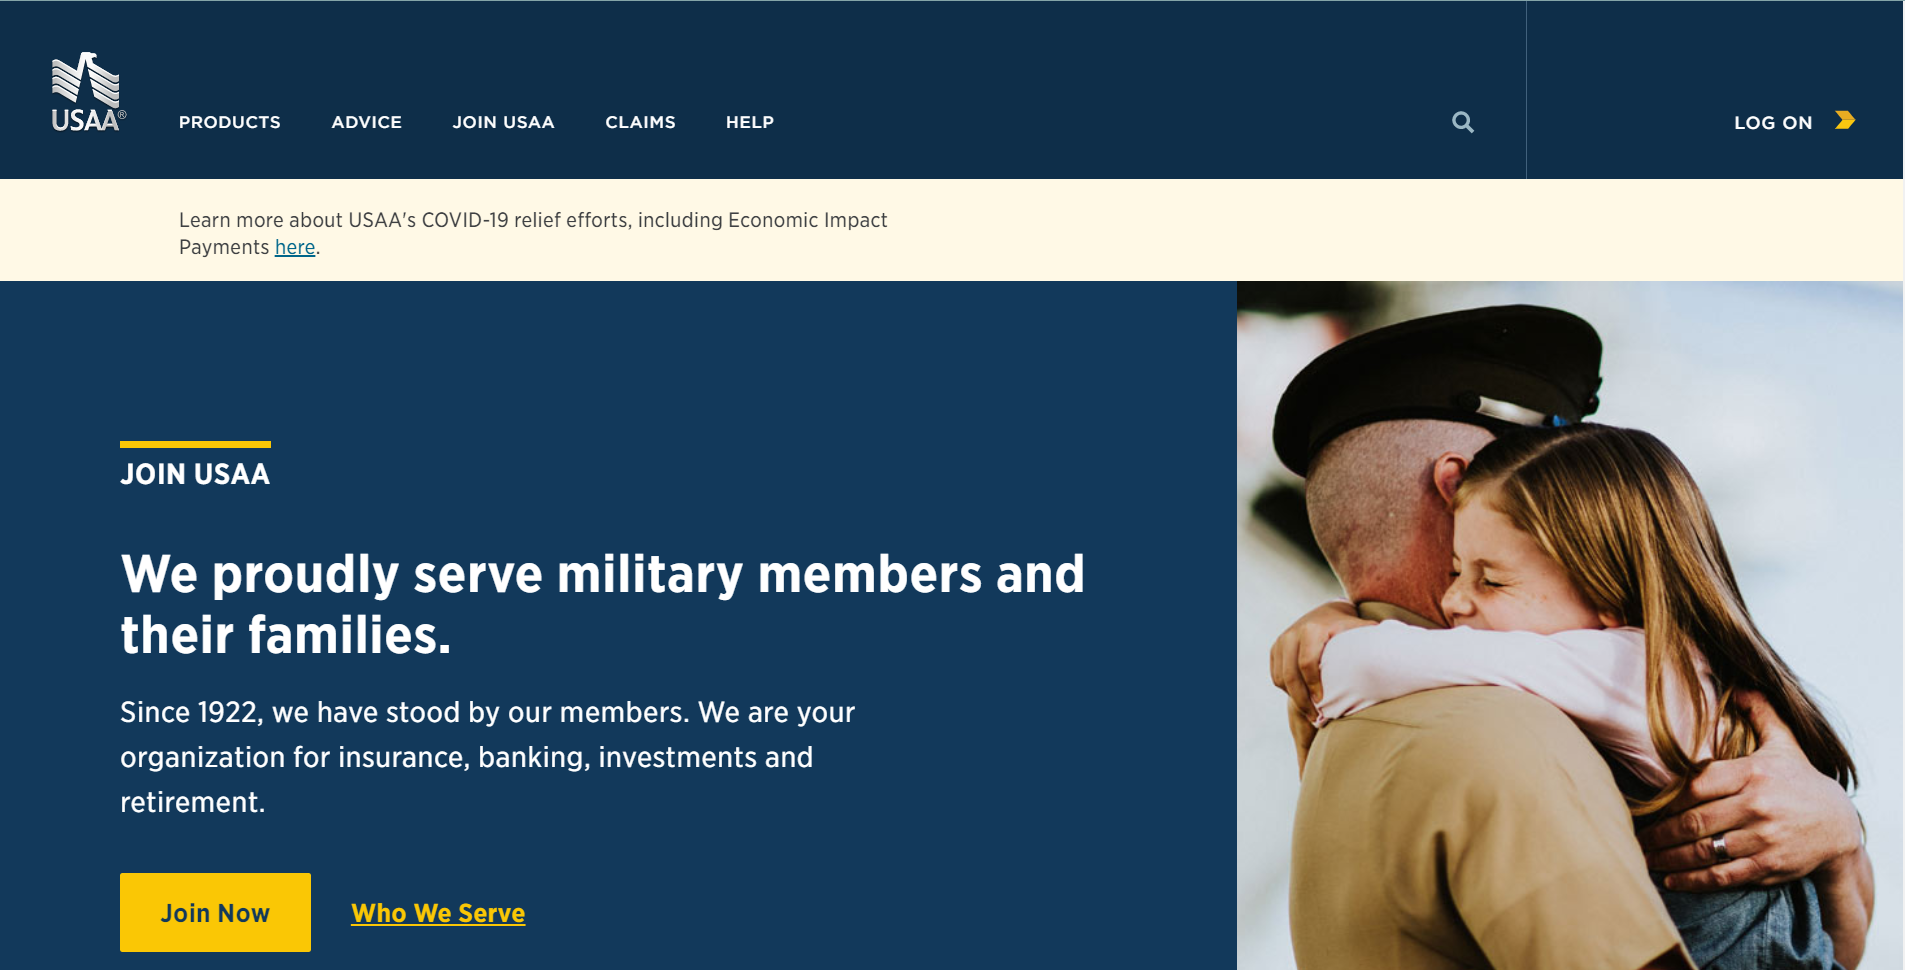 USAA®
PRODUCTS
ADVICE
JOIN USAA
CLAIMS
HELP
LOG ON
Learn more about USAA's COVID-19 relief efforts, including Economic Impact
Payments here.
JOIN USAA
We proudly serve military members and
their families.
Since 1922, we have stood by our members. We are your
organization for insurance, banking, investments and
retirement.
Join Now
Who We Serve